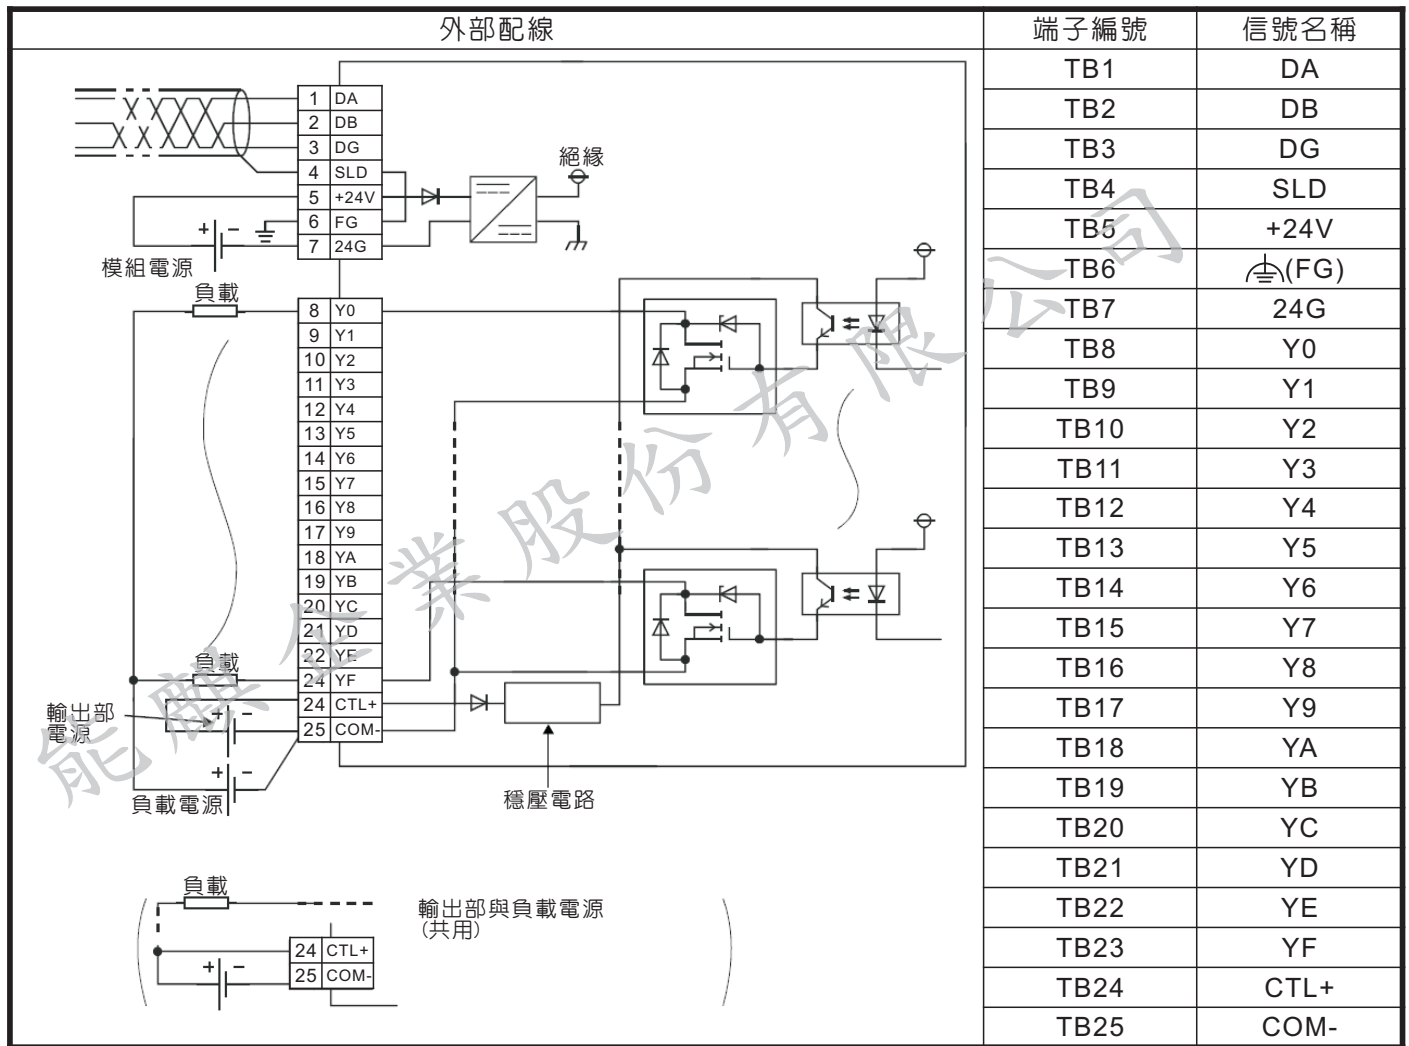 外部配線
端子編號 信號名稱
TB1 DA
TB2 DB
TB3 DG
TB4 SLD
TB5 +24V
TB6 (FG)
TB7 24G
TB8 Y0
TB9 Y1
TB10 Y2
TB11 Y3
TB12 Y4
TB13 Y5
TB14 Y6
TB15 Y7
TB16 Y8
TB17 Y9
TB18 YA
TB19 YB
TB20 YC
TB21 YD
TB22 YE
TB23 YF
TB24 CTL+
TB25 COM-
1 DA
2 DB
3 DG
4 SLD
5 +24V
6 FG
7 24G
絕緣
+ −
模組電源
負載
8 Y0
9 Y1
10 Y2
11 Y3
12 Y4
13 Y5
14 Y6
15 Y7
16 Y8
17 Y9
18 YA
19 YB
20 YC
21 YD
22 YE
24 YF
24 CTL+
25 COM-
負載
輸出部
電源
+ −
+ −
負載電源
穩壓電路
負載
輸出部與負載電源
(共用)
24 CTL+
25 COM-
+ −
能麒企業股份有限公司